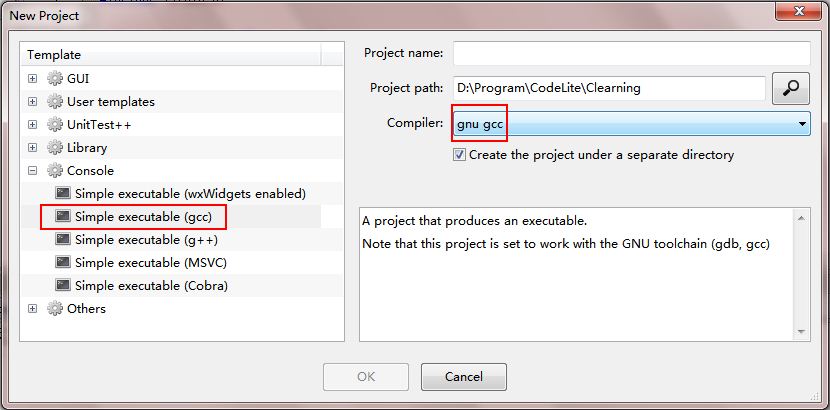 New Project
Template
GUI
User templates
UnitTest++
Library
Console
Simple executable (wxWidgets enabled)
Simple executable (gcc)
Simple executable (g++)
Simple executable (MSVC)
Simple executable (Cobra)
Others
Project name:
Project path: D:\Program\CodeLite\Clearning
Compiler: gnu gcc
Create the project under a separate directory
A project that produces an executable.
Note that this project is set to work with the GNU toolchain (gdb, gcc)
OK Cancel